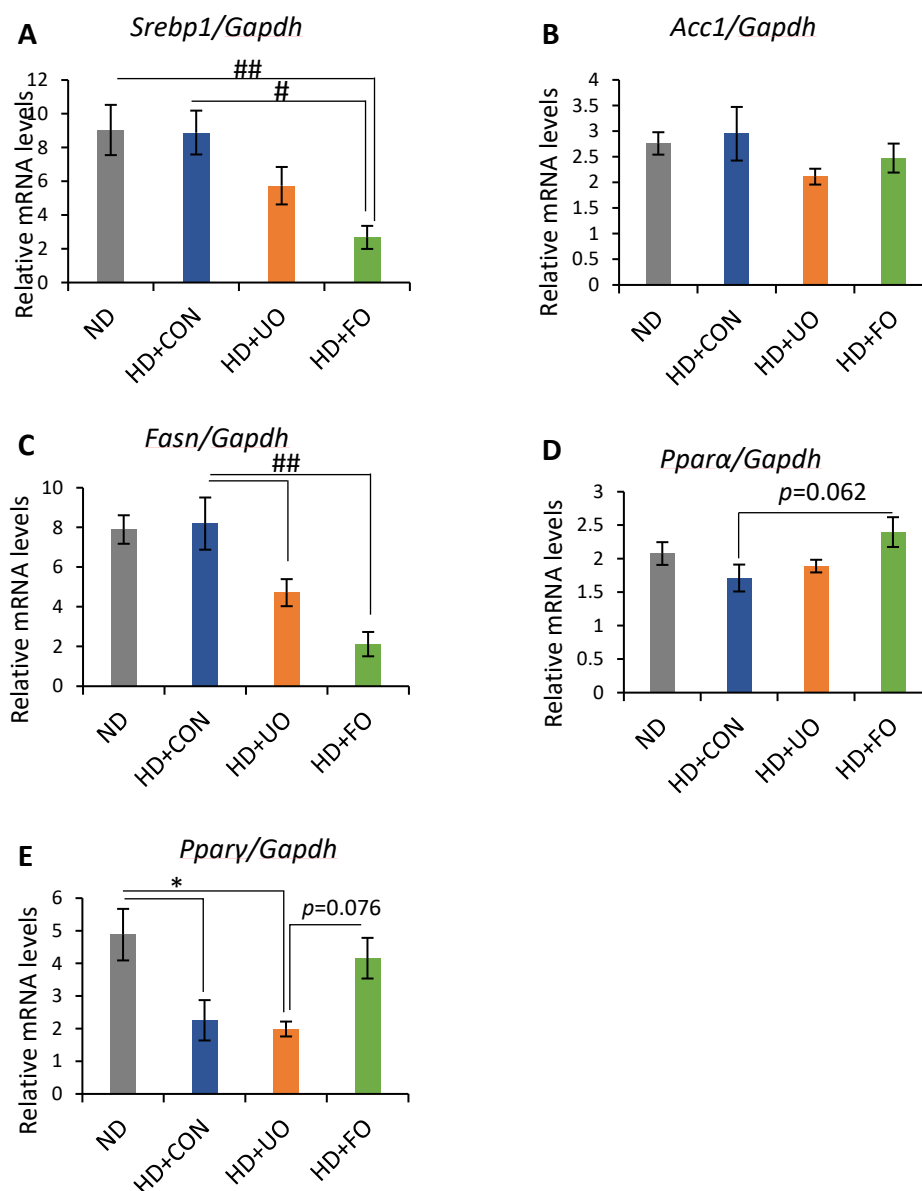 A
Srebp1/Gapdh
##
#
Relative mRNA levels
12
10
8
6
4
2
0
ND
HD+CON
HD+UO
HD+FO
B
Acc1/Gapdh
Relative mRNA levels
4
3.5
3
2.5
2
1.5
1
0.5
0
ND
HD+CON
HD+UO
HD+FO
C
Fasn/Gapdh
##
Relative mRNA levels
10
8
6
4
2
0
ND
HD+CON
HD+UO
HD+FO
D
Pparα/Gapdh
p=0.062
Relative mRNA levels
3
2.5
2
1.5
1
0.5
0
ND
HD+CON
HD+UO
HD+FO
E
Pparγ/Gapdh
*
p=0.076
Relative mRNA levels
6
5
4
3
2
1
0
ND
HD+CON
HD+UO
HD+FO